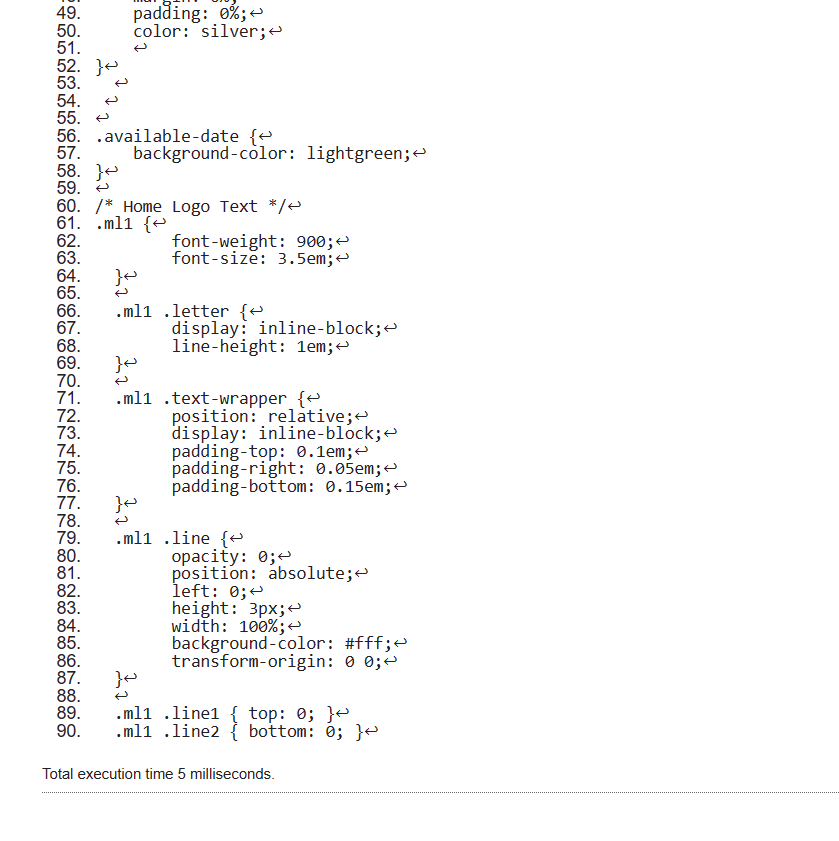 49. padding: 0%;↩
50. color: silver;↩
51. ↩
52. }↩
53. ↩
54. ↩
55. ↩
56. .available-date {↩
57. background-color: lightgreen;↩
58. }↩
59. ↩
60. /* Home Logo Text */↩
61. .ml1 {↩
62. font-weight: 900;↩
63. font-size: 3.5em;↩
64. }↩
65. ↩
66. .ml1 .letter {↩
67. display: inline-block;↩
68. line-height: 1em;↩
69. }↩
70. ↩
71. .ml1 .text-wrapper {↩
72. position: relative;↩
73. display: inline-block;↩
74. padding-top: 0.1em;↩
75. padding-right: 0.05em;↩
76. padding-bottom: 0.15em;↩
77. }↩
78. ↩
79. .ml1 .line {↩
80. opacity: 0;↩
81. position: absolute;↩
82. left: 0;↩
83. height: 3px;↩
84. width: 100%;↩
85. background-color: #fff;↩
86. transform-origin: 0 0;↩
87. }↩
88. ↩
89. .ml1 .line1 { top: 0; }↩
90. .ml1 .line2 { bottom: 0; }↩
Total execution time 5 milliseconds.